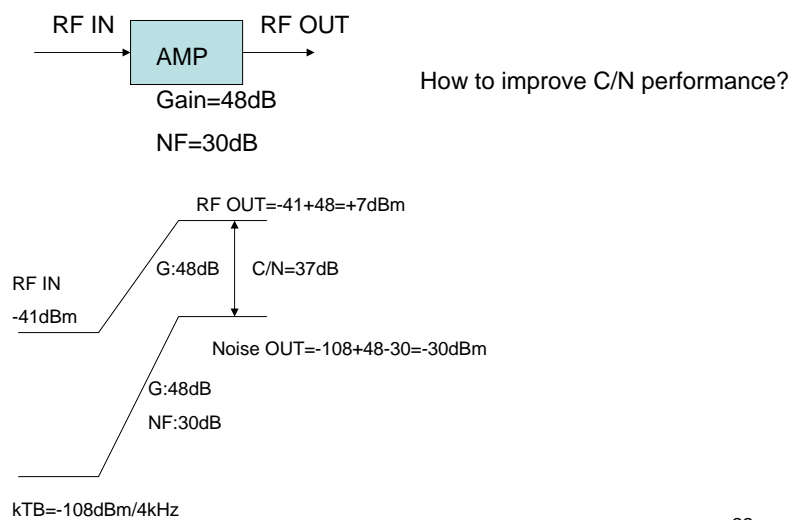 RF IN
RF OUT
AMP
How to improve C/N performance?
Gain=48dB
NF=30dB
RF OUT=-41+48=+7dBm
G:48dB
C/N=37dB
RF IN
-41dBm
Noise OUT=-108+48-30=-30dBm
G:48dB
NF:30dB
kTB=-108dBm/4kHz